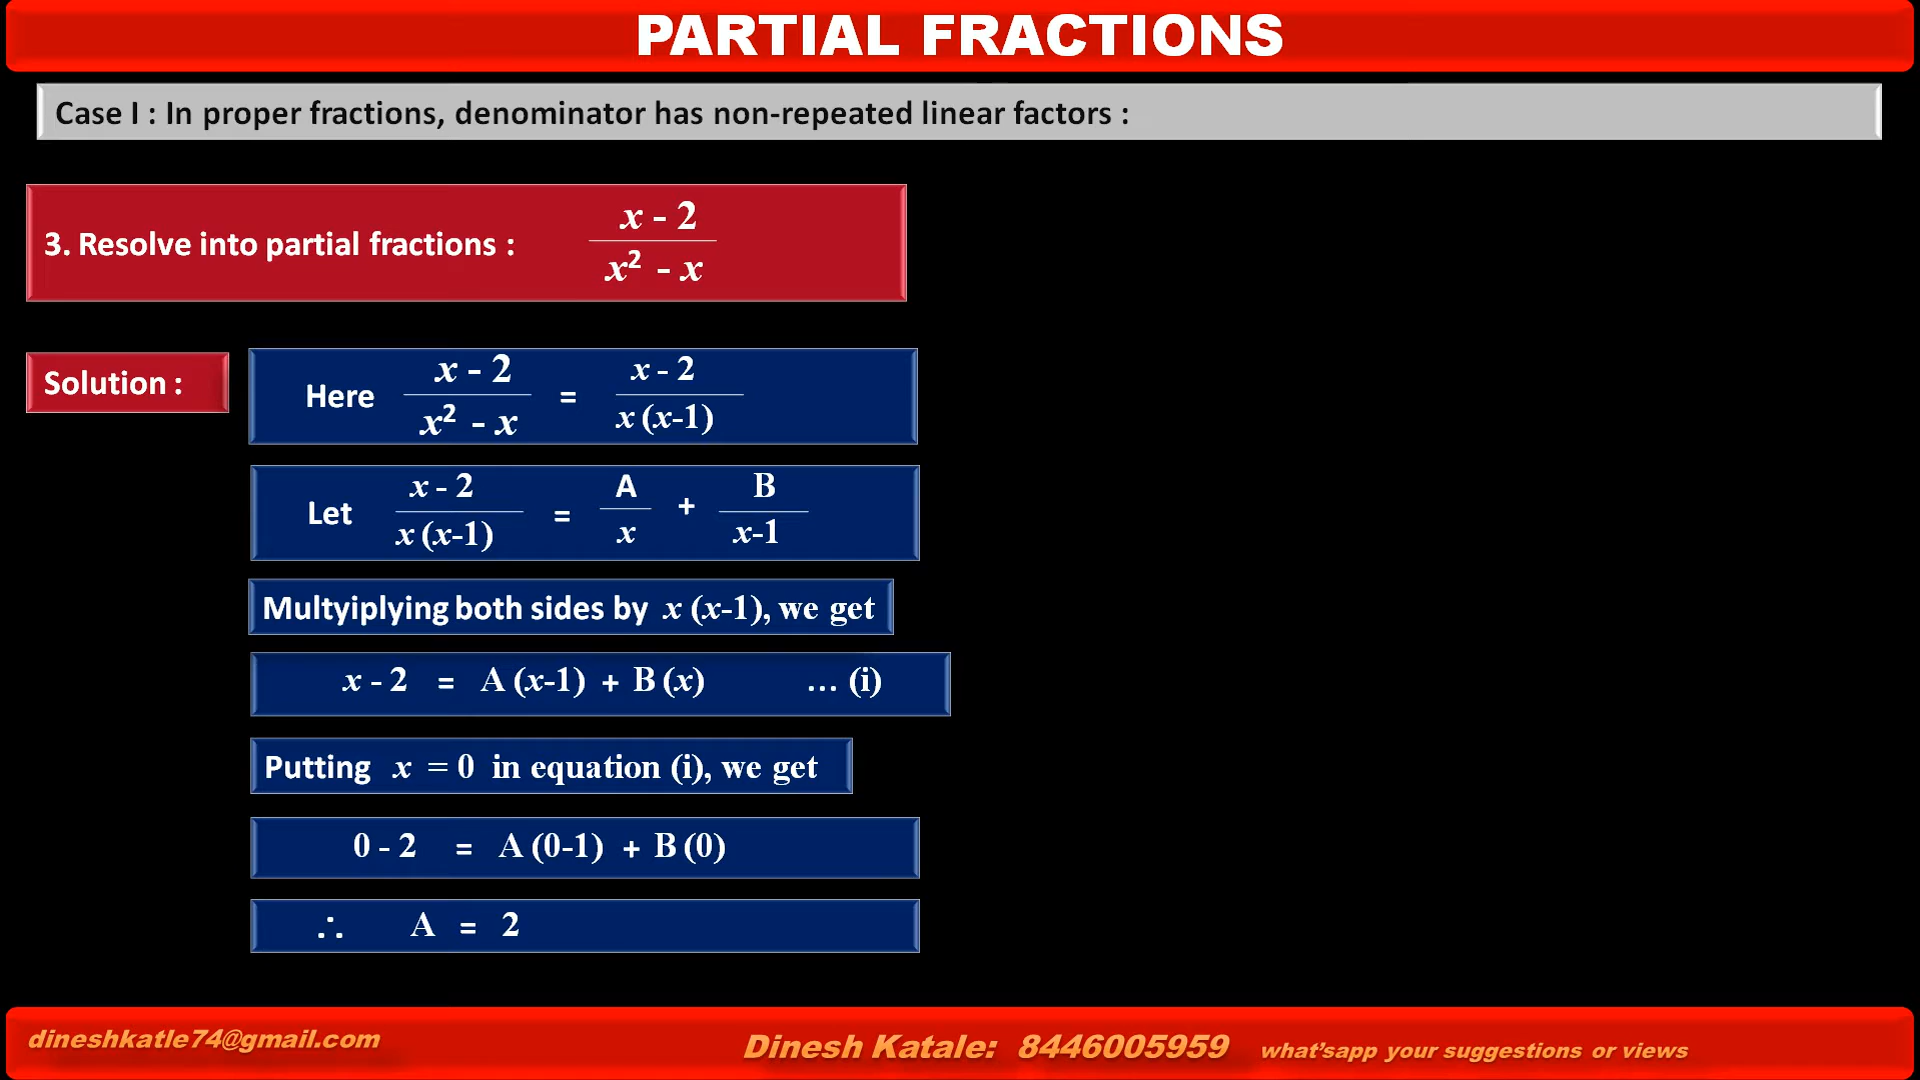 PARTIAL FRACTIONS
Case I : In proper fractions, denominator has non-repeated linear factors :
3. Resolve into partial fractions : x - 2 / x² - x
Solution :
Here x - 2 / x² - x = x - 2 / x (x-1)
Let x - 2 / x (x-1) = A / x + B / x-1
Multyiplying both sides by x (x-1), we get
x - 2 = A (x-1) + B (x) ... (i)
Putting x = 0 in equation (i), we get
0 - 2 = A (0-1) + B (0)
∴ A = 2
dineshkatle74@gmail.com
Dinesh Katale: 8446005959 what'sapp your suggestions or views